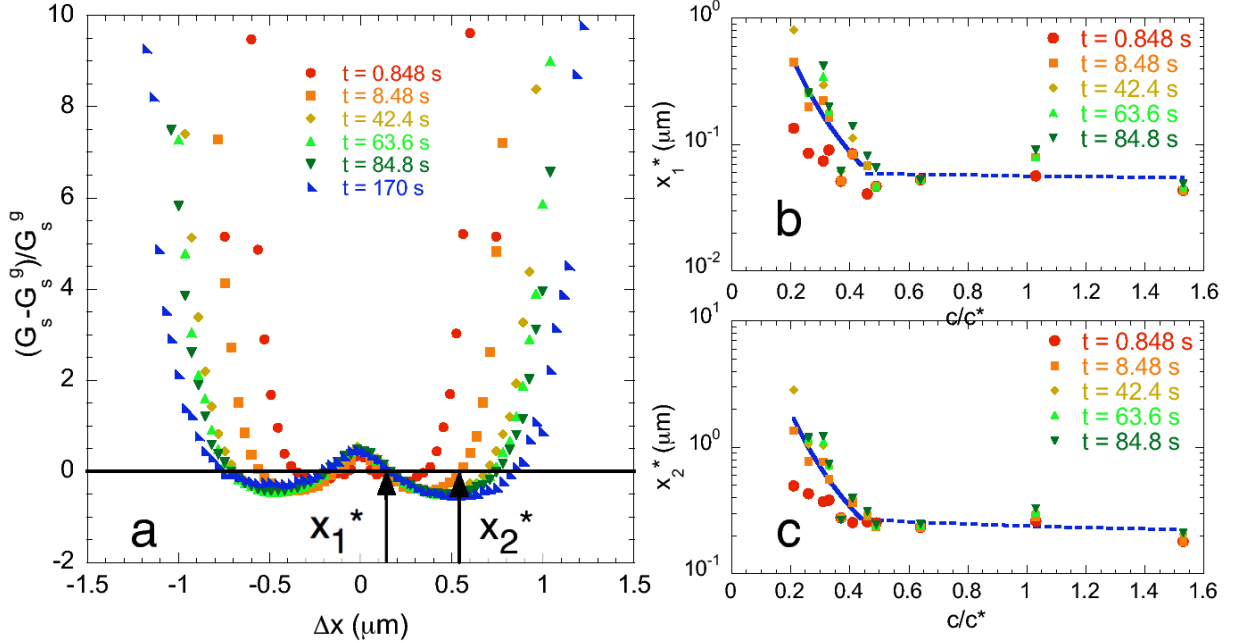 10
8
6
4
2
0
-2
(G_s-G_s^g)/G_s^g
t = 0.848 s
t = 8.48 s
t = 42.4 s
t = 63.6 s
t = 84.8 s
t = 170 s
a
x_1*
x_2*
-1.5 -1 -0.5 0 0.5 1 1.5
Δx (μm)
10^0
10^-1
10^-2
x_1* (μm)
t = 0.848 s
t = 8.48 s
t = 42.4 s
t = 63.6 s
t = 84.8 s
b
0 0.2 0.4 0.6 0.8 1 1.2 1.4 1.6
c/c*
10^1
10^0
10^-1
x_2* (μm)
t = 0.848 s
t = 8.48 s
t = 42.4 s
t = 63.6 s
t = 84.8 s
c
0 0.2 0.4 0.6 0.8 1 1.2 1.4 1.6
c/c*